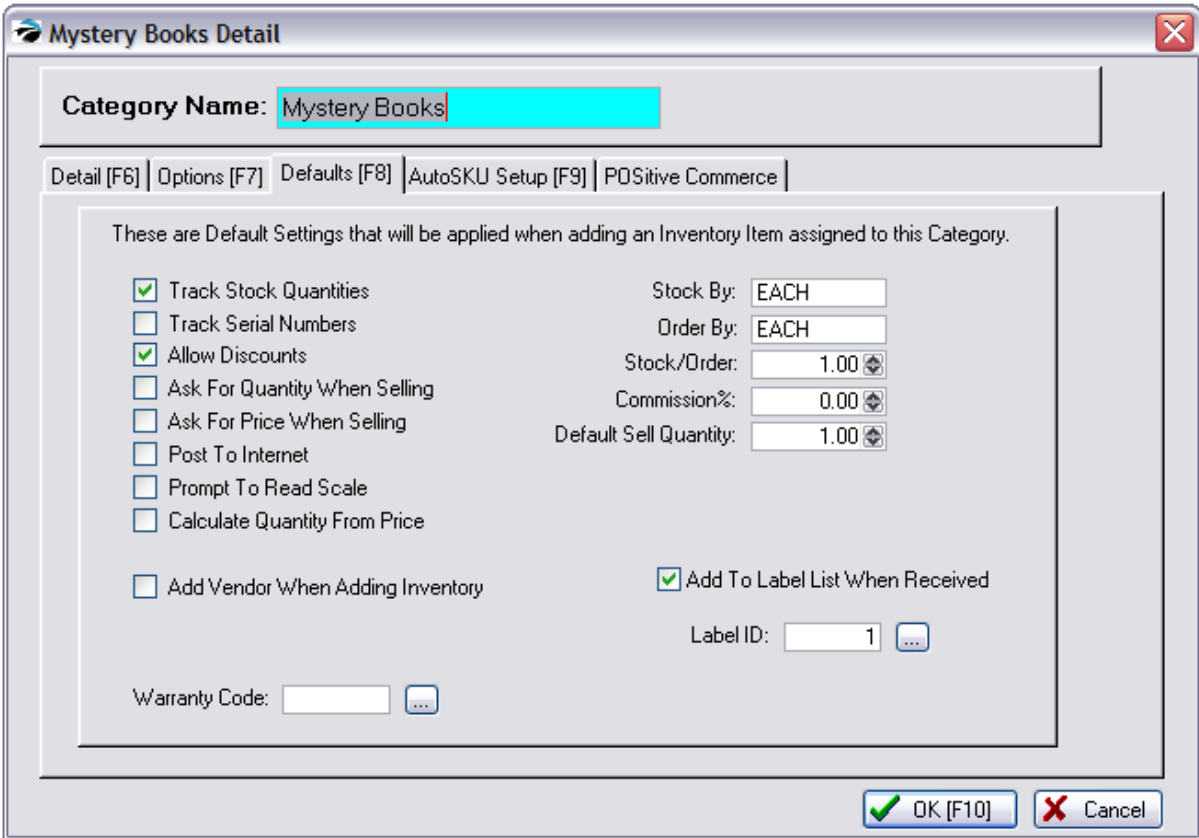 Mystery Books Detail
Category Name: Mystery Books
Detail [F6] Options [F7] Defaults [F8] AutoSKU Setup [F9] POSitive Commerce
These are Default Settings that will be applied when adding an Inventory Item assigned to this Category.
Track Stock Quantities
Track Serial Numbers
Allow Discounts
Ask For Quantity When Selling
Ask For Price When Selling
Post To Internet
Prompt To Read Scale
Calculate Quantity From Price
Stock By: EACH
Order By: EACH
Stock/Order: 1.00
Commission%: 0.00
Default Sell Quantity: 1.00
Add Vendor When Adding Inventory
Add To Label List When Received
Label ID: 1 ...
Warranty Code: ...
OK [F10] Cancel